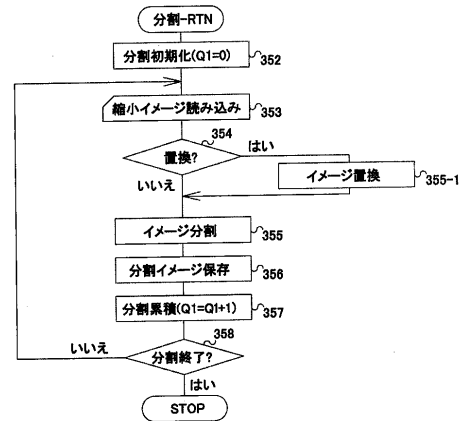 分割-RTN
分割初期化(Q1=0)
352
縮小イメージ読み込み
353
354
置換?
はい
いいえ
イメージ置換
355-1
イメージ分割
355
分割イメージ保存
356
分割累積(Q1=Q1+1)
357
358
いいえ
分割終了?
はい
STOP